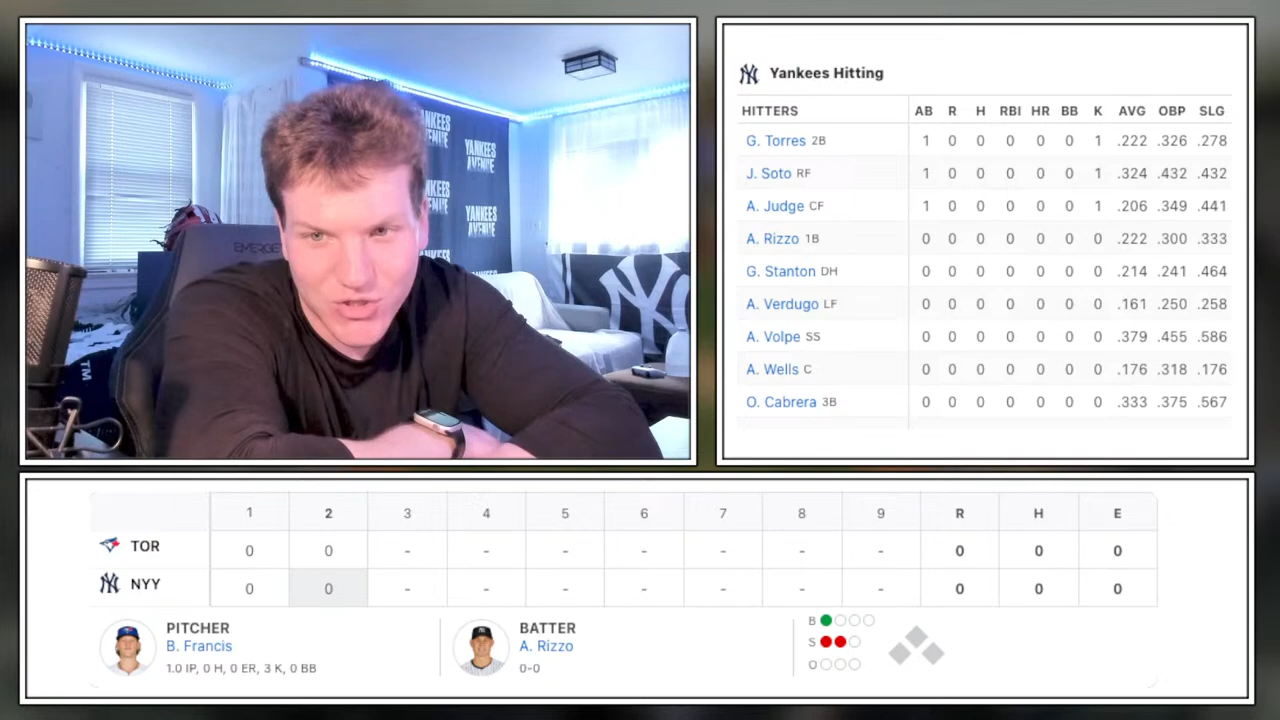 YANKEES
AVENUE
YANKEES
AVENUE
YANKEES
YANKEES
AVENUE
YANKEES
AVENUE
EMERGE
TM
NY
Yankees Hitting
HITTERS AB R H RBI HR BB K AVG OBP SLG
G. Torres 2B 1 0 0 0 0 0 1 .222 .326 .278
J. Soto RF 1 0 0 0 0 0 1 .324 .432 .432
A. Judge CF 1 0 0 0 0 0 1 .206 .349 .441
A. Rizzo 1B 0 0 0 0 0 0 0 .222 .300 .333
G. Stanton DH 0 0 0 0 0 0 0 .214 .241 .464
A. Verdugo LF 0 0 0 0 0 0 0 .161 .250 .258
A. Volpe SS 0 0 0 0 0 0 0 .379 .455 .586
A. Wells C 0 0 0 0 0 0 0 .176 .318 .176
O. Cabrera 3B 0 0 0 0 0 0 0 .333 .375 .567
1 2 3 4 5 6 7 8 9 R H E
TOR 0 0 - - - - - - - 0 0 0
NYY 0 0 - - - - - - - 0 0 0
PITCHER
B. Francis
1.0 IP, 0 H, 0 ER, 3 K, 0 BB
BATTER
A. Rizzo
0-0
B
S
O